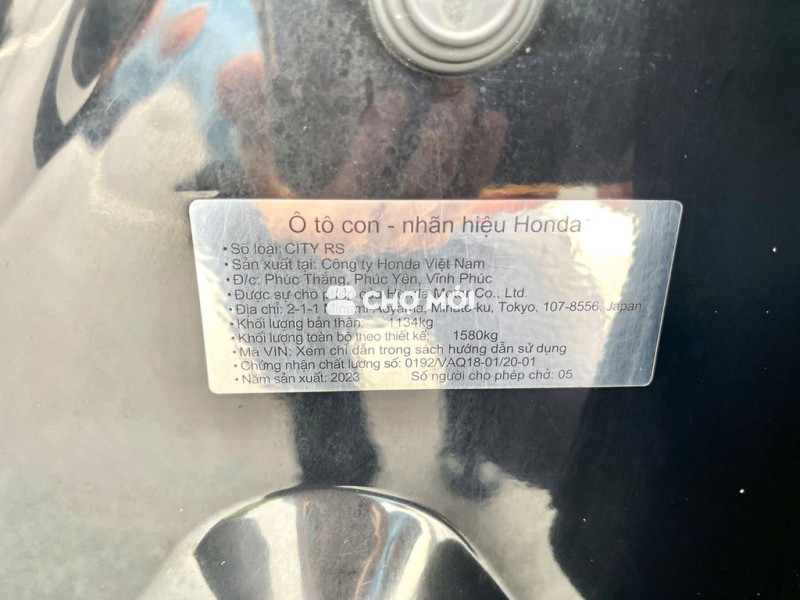 Ô tô con - nhãn hiệu Honda
• Số loại: CITY RS
• Sản xuất tại: Công ty Honda Việt Nam
• Đ/c: Phúc Thắng, Phúc Yên, Vĩnh Phúc
• Được sự cho Honda Motor Co., Ltd.
• Địa chỉ: 2-1-1 Minami-Aoyama, Minato-ku, Tokyo, 107-8556, Japan
• Khối lượng bản thân: 1134kg
• Khối lượng toàn bộ theo thiết kế: 1580kg
• Mã VIN: Xem chỉ dẫn trong sách hướng dẫn sử dụng
• Chứng nhận chất lượng số: 0192/VAQ18-01/20-01
• Năm sản xuất: 2023 Số người cho phép chở: 05
CHỢ MỚI